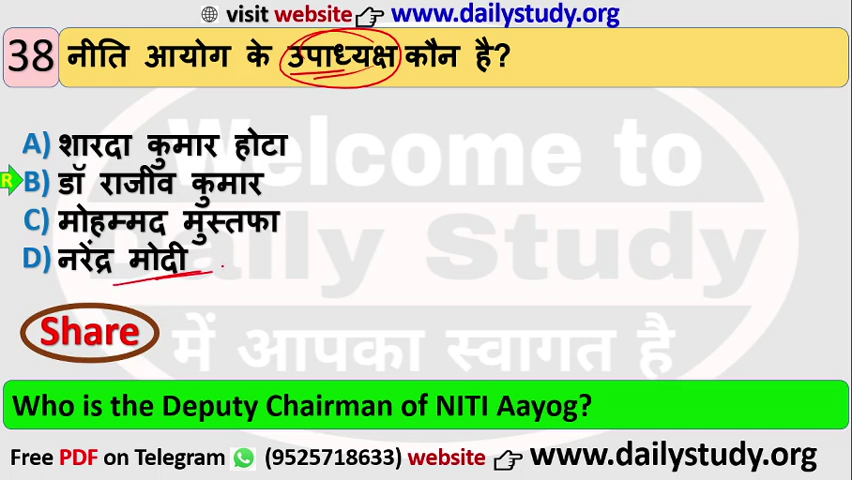 visit website www.dailystudy.org
38 नीति आयोग के उपाध्यक्ष कौन है?
Welcome to
Daily Study
में आपका स्वागत है
A) शारदा कुमार होटा
R B) डॉ राजीव कुमार
C) मोहम्मद मुस्तफा
D) नरेंद्र मोदी
Share
Who is the Deputy Chairman of NITI Aayog?
Free PDF on Telegram (9525718633) website www.dailystudy.org